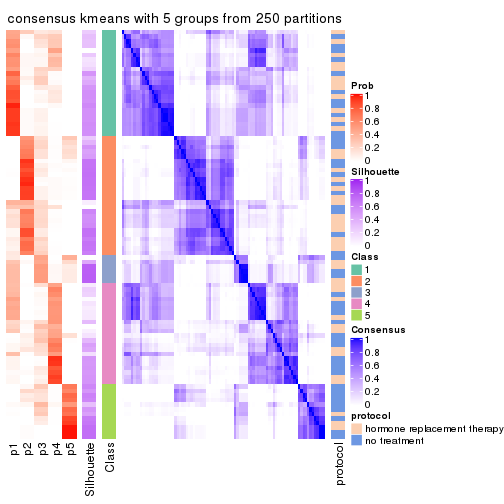 consensus kmeans with 5 groups from 250 partitions
Prob
1
0.8
0.6
0.4
0.2
0
Silhouette
1
0.8
0.6
0.4
0.2
0
Class
1
2
3
4
5
Consensus
1
0.8
0.6
0.4
0.2
0
protocol
hormone replacement therapy
no treatment
p1
p2
p3
p4
p5
Silhouette
Class
protocol